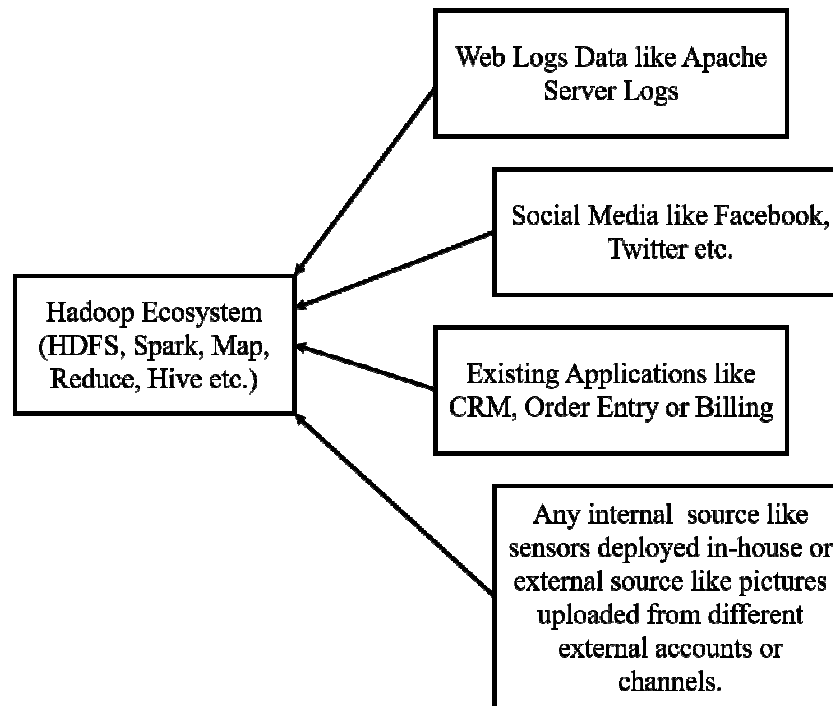 Web Logs Data like Apache
Server Logs
Social Media like Facebook,
Twitter etc.
Hadoop Ecosystem
(HDFS, Spark, Map,
Reduce, Hive etc.)
Existing Applications like
CRM, Order Entry or Billing
Any internal source like
sensors deployed in-house or
external source like pictures
uploaded from different
external accounts or
channels.